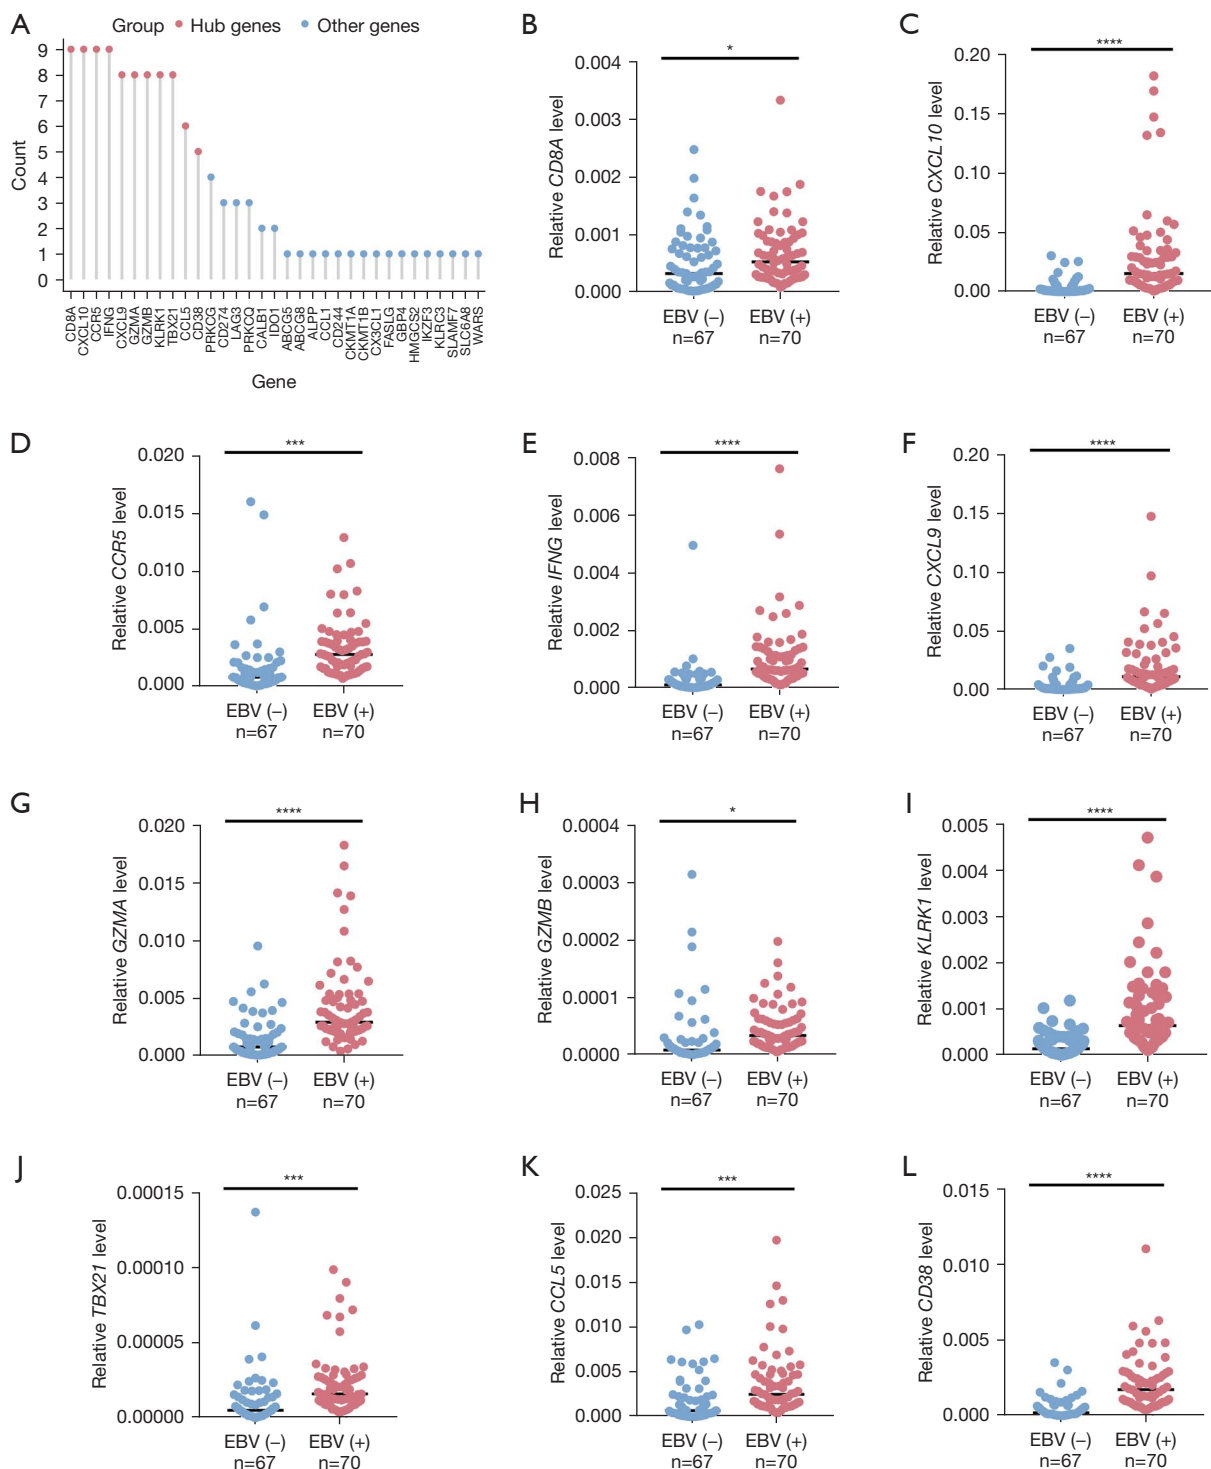 A
Group Hub genes Other genes
Count
9
8
7
6
5
4
3
2
1
0
CD8A
CXCL10
CCR5
IFNG
CXCL9
GZMA
GZMB
KLRK1
TBX21
CCL5
CD38
PRKCG
CD274
LAG3
PRKCQ
CALB1
IDO1
ABCG5
ABCG8
ALPP
CCL1
CD244
CKMT1A
CKMT1B
CX3CL1
FASLG
GBP4
HMGCS2
IKZF3
KLRC3
SLAMF7
SLC6A8
WARS
Gene
B
*
Relative CD8A level
0.004
0.003
0.002
0.001
0.000
EBV (–) EBV (+)
n=67 n=70
C
****
Relative CXCL10 level
0.20
0.15
0.10
0.05
0.00
EBV (–) EBV (+)
n=67 n=70
D
***
Relative CCR5 level
0.020
0.015
0.010
0.005
0.000
EBV (–) EBV (+)
n=67 n=70
E
****
Relative IFNG level
0.008
0.006
0.004
0.002
0.000
EBV (–) EBV (+)
n=67 n=70
F
****
Relative CXCL9 level
0.20
0.15
0.10
0.05
0.00
EBV (–) EBV (+)
n=67 n=70
G
****
Relative GZMA level
0.020
0.015
0.010
0.005
0.000
EBV (–) EBV (+)
n=67 n=70
H
*
Relative GZMB level
0.0004
0.0003
0.0002
0.0001
0.0000
EBV (–) EBV (+)
n=67 n=70
I
****
Relative KLRK1 level
0.005
0.004
0.003
0.002
0.001
0.000
EBV (–) EBV (+)
n=67 n=70
J
***
Relative TBX21 level
0.00015
0.00005
0.00005
0.00000
EBV (–) EBV (+)
n=67 n=70
K
***
Relative CCL5 level
0.025
0.020
0.015
0.010
0.005
0.000
EBV (–) EBV (+)
n=67 n=70
L
****
Relative CD38 level
0.015
0.010
0.005
0.000
EBV (–) EBV (+)
n=67 n=70